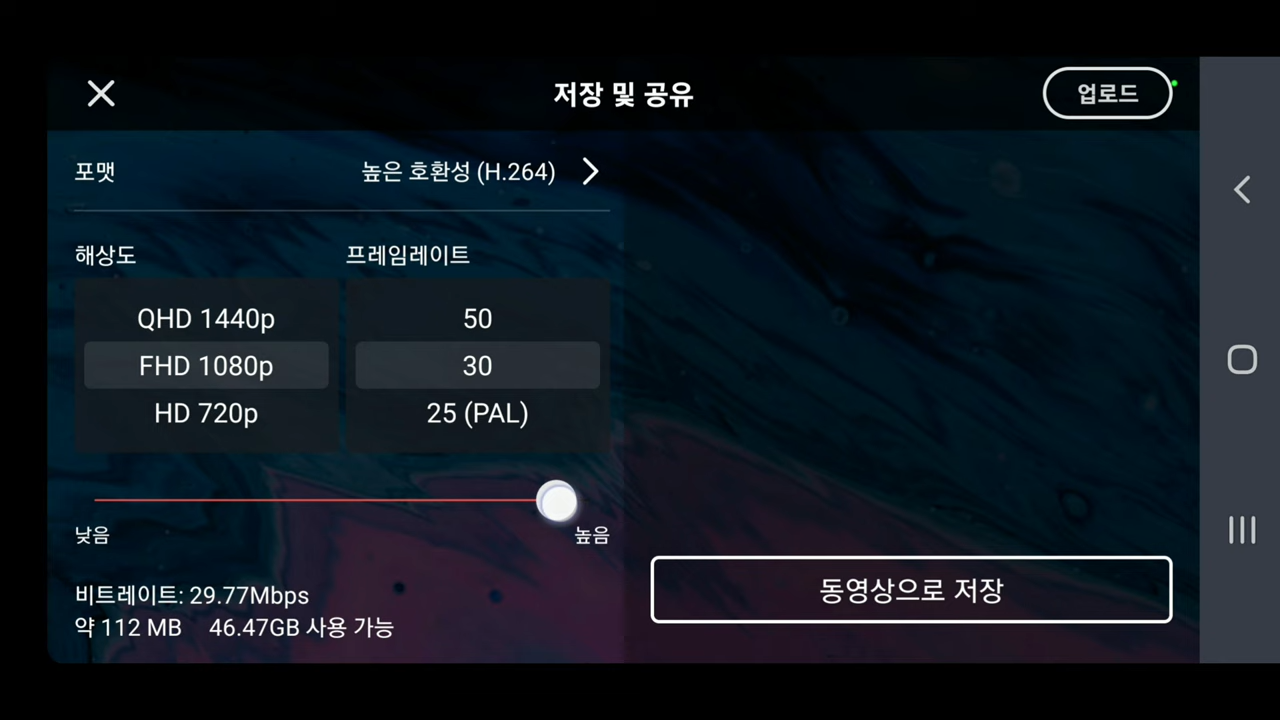 저장 및 공유
업로드
포맷 높은 호환성 (H.264)
해상도 프레임레이트
QHD 1440p 50
FHD 1080p 30
HD 720p 25 (PAL)
낮음 높음
비트레이트: 29.77Mbps
약 112 MB 46.47GB 사용 가능
동영상으로 저장